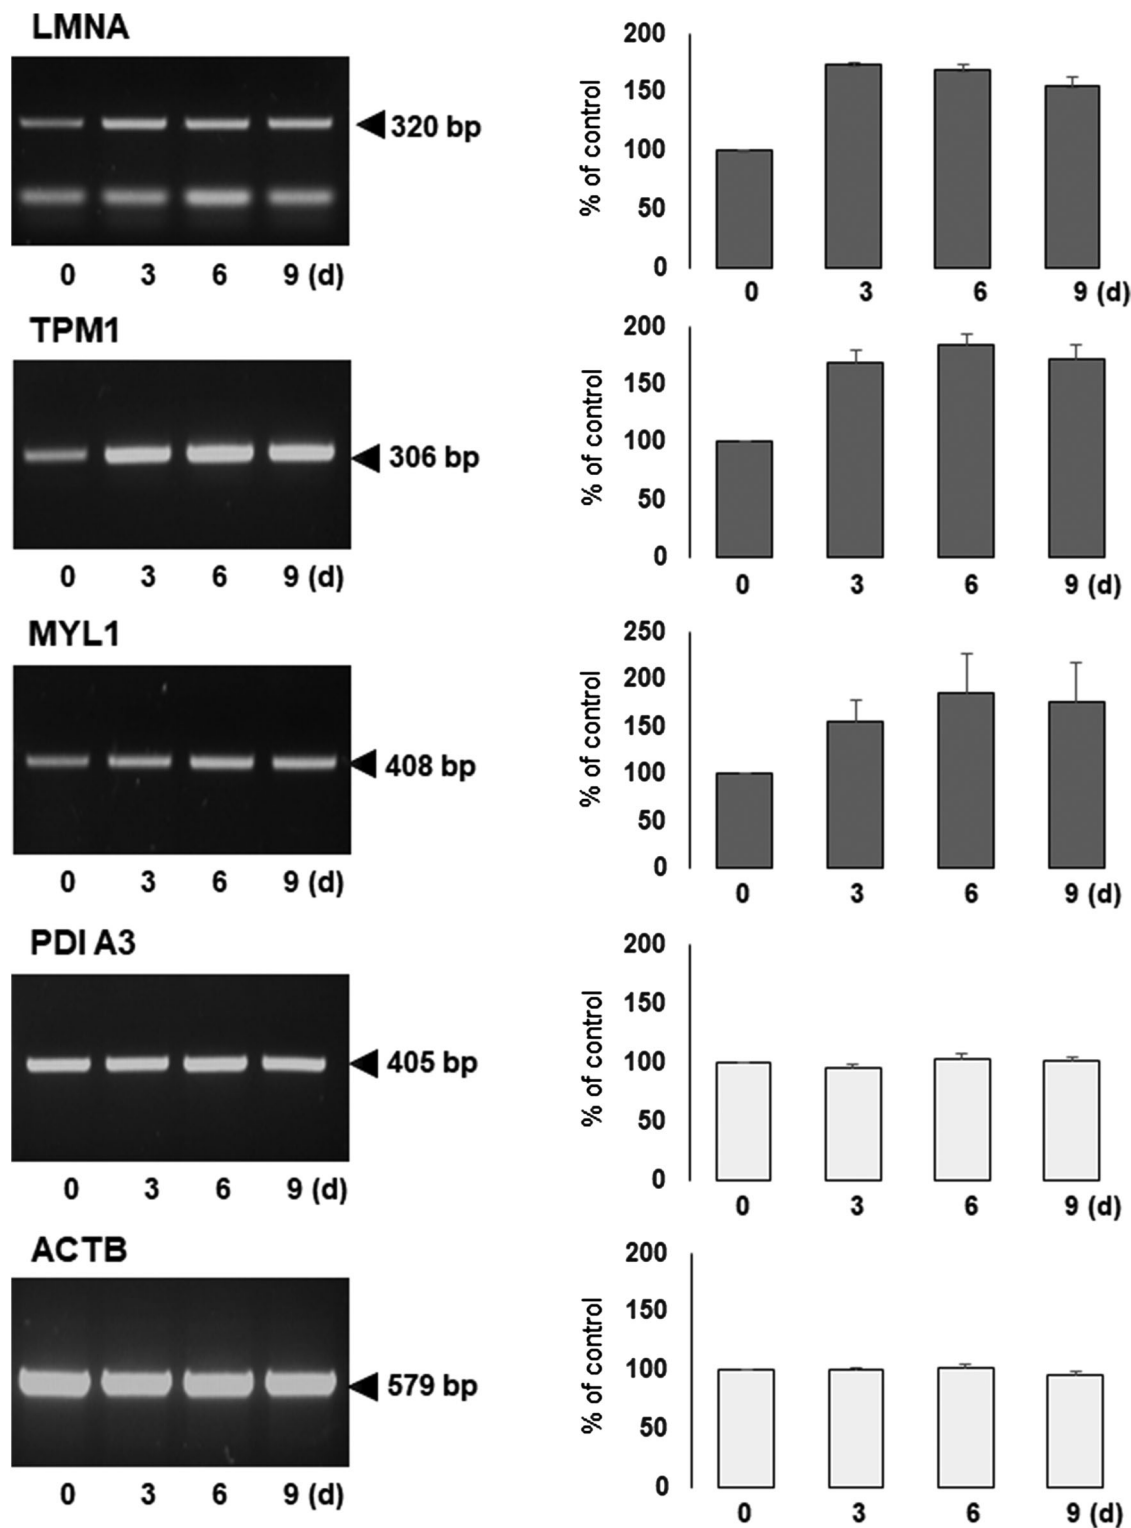 LMNA
320 bp
0 3 6 9 (d)
200
150
100
50
0
% of control
0 3 6 9 (d)
TPM1
306 bp
0 3 6 9 (d)
200
150
100
50
0
% of control
0 3 6 9 (d)
MYL1
408 bp
0 3 6 9 (d)
250
200
150
100
50
0
% of control
0 3 6 9 (d)
PDI A3
405 bp
0 3 6 9 (d)
200
150
100
50
0
% of control
0 3 6 9 (d)
ACTB
579 bp
0 3 6 9 (d)
200
150
100
50
0
% of control
0 3 6 9 (d)